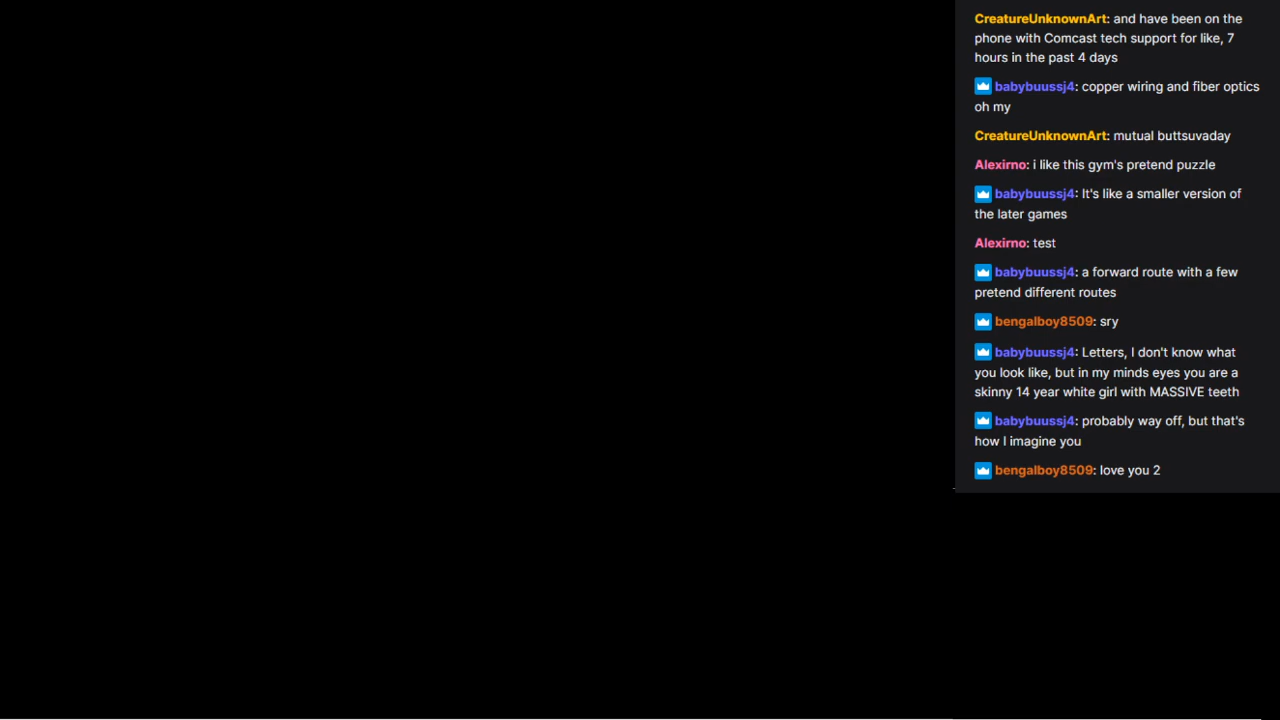 CreatureUnknownArt: and have been on the
phone with Comcast tech support for like, 7
hours in the past 4 days
babybuussj4: copper wiring and fiber optics
oh my
CreatureUnknownArt: mutual buttsuvaday
Alexirno: i like this gym's pretend puzzle
babybuussj4: It's like a smaller version of
the later games
Alexirno: test
babybuussj4: a forward route with a few
pretend different routes
bengalboy8509: sry
babybuussj4: Letters, I don't know what
you look like, but in my minds eyes you are a
skinny 14 year white girl with MASSIVE teeth
babybuussj4: probably way off, but that's
how I imagine you
bengalboy8509: love you 2